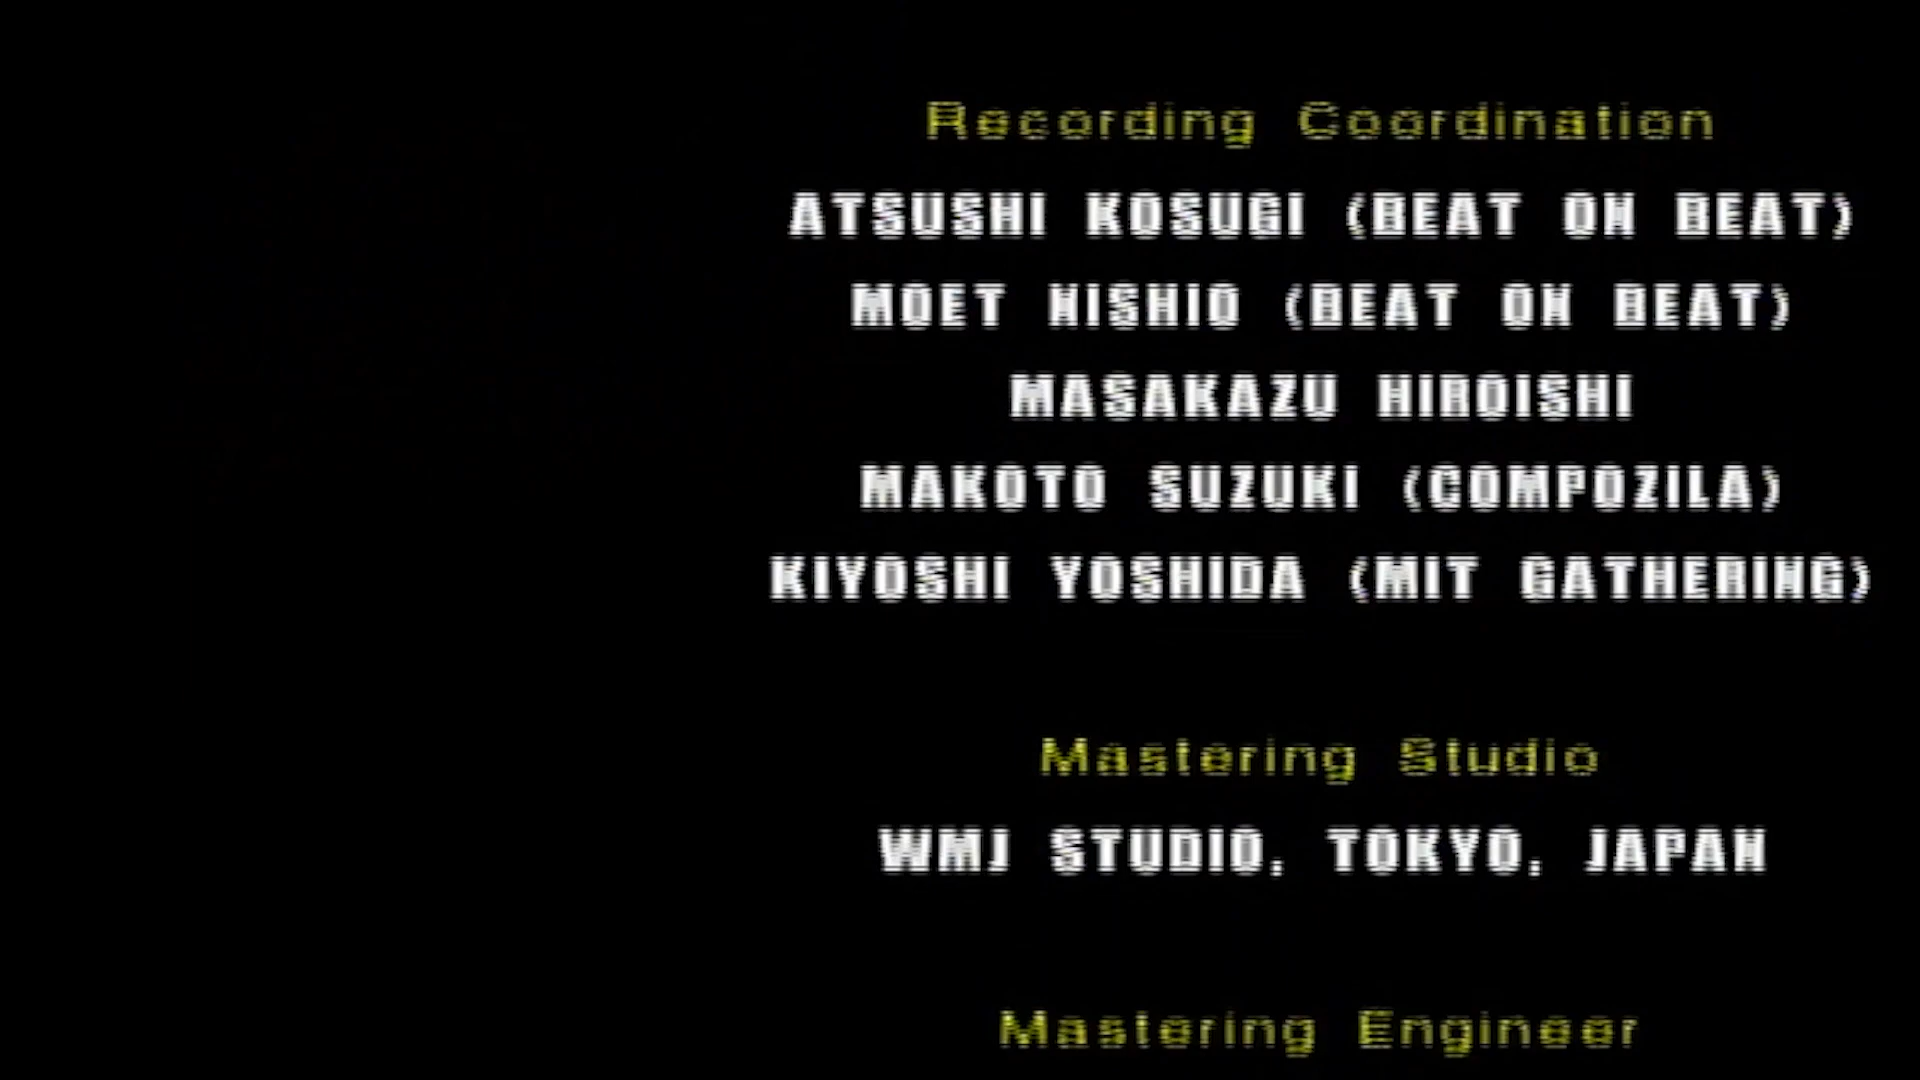 Recording Coordination
ATSUSHI KOSUGI (BEAT ON BEAT)
MOET NISHIO (BEAT ON BEAT)
MASAKAZU HIROISHI
MAKOTO SUZUKI (COMPOZILA)
KIYOSHI YOSHIDA (MIT GATHERING)
Mastering Studio
WMJ STUDIO, TOKYO, JAPAN
Mastering Engineer